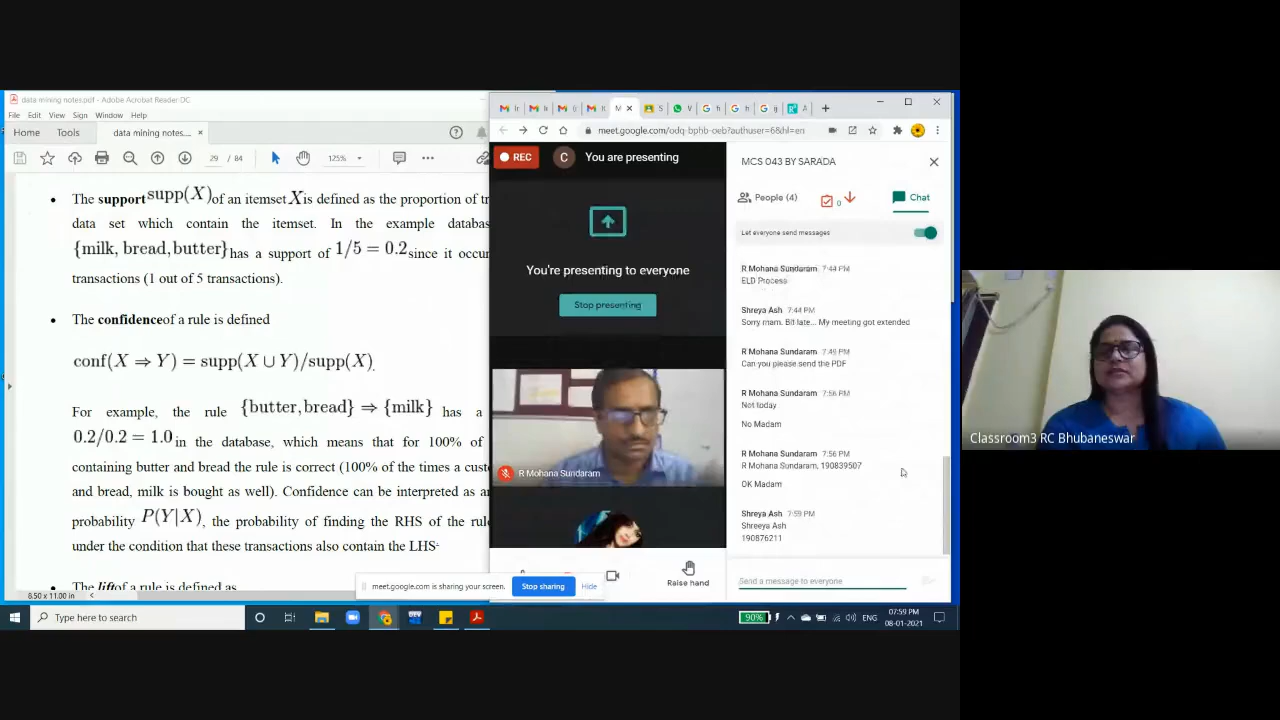 data mining notes.pdf - Adobe Acrobat Reader DC
File Edit View Sign Window Help
Home Tools data mining notes....
29 / 84 125%
• The support supp(X) of an itemset X is defined as the proportion of tr
data set which contain the itemset. In the example databas
{milk, bread, butter} has a support of 1/5 = 0.2 since it occur
transactions (1 out of 5 transactions).
• The confidenceof a rule is defined
conf(X ⇒ Y) = supp(X ∪ Y)/supp(X).
For example, the rule {butter, bread} ⇒ {milk} has a
0.2/0.2 = 1.0 in the database, which means that for 100% of
containing butter and bread the rule is correct (100% of the times a custo
and bread, milk is bought as well). Confidence can be interpreted as an
probability P(Y|X), the probability of finding the RHS of the rule
under the condition that these transactions also contain the LHS
• The liftof a rule is defined as
8.50 x 11.00 in
meet.google.com/odq-bphb-oeb?authuser=6&hl=en
REC C You are presenting
You're presenting to everyone
Stop presenting
R Mohana Sundaram
Raise hand
MCS 043 BY SARADA
People (4) 0 Chat
Let everyone send messages
R Mohana Sundaram 7:44 PM
ELD Process
Shreya Ash 7:44 PM
Sorry mam. Bit late... My meeting got extended
R Mohana Sundaram 7:49 PM
Can you please send the PDF
R Mohana Sundaram 7:56 PM
Not today
No Madam
R Mohana Sundaram 7:56 PM
R Mohana Sundaram, 190839507
OK Madam
Shreya Ash 7:59 PM
Shreeya Ash
190876211
Send a message to everyone
meet.google.com is sharing your screen. Stop sharing Hide
Type here to search
90% ENG 07:59 PM
08-01-2021
Classroom3 RC Bhubaneswar